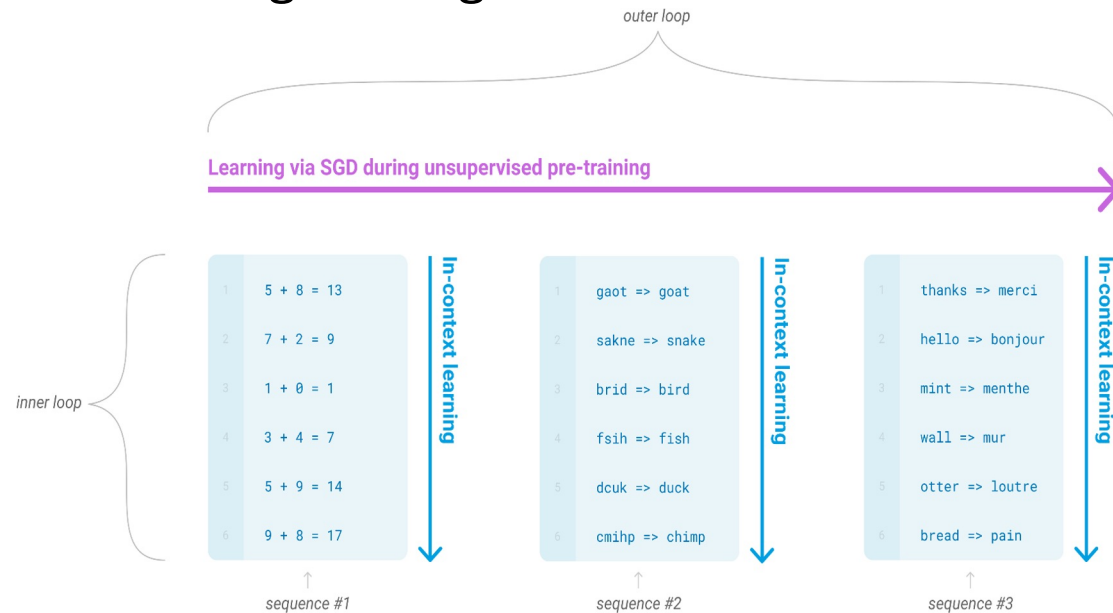 outer loop
Learning via SGD during unsupervised pre-training
inner loop
1 5 + 8 = 13
2 7 + 2 = 9
3 1 + 0 = 1
4 3 + 4 = 7
5 5 + 9 = 14
6 9 + 8 = 17
In-context learning
sequence #1
1 gaot => goat
2 sakne => snake
3 brid => bird
4 fsih => fish
5 dcuk => duck
6 cmihp => chimp
In-context learning
sequence #2
1 thanks => merci
2 hello => bonjour
3 mint => menthe
4 wall => mur
5 otter => loutre
6 bread => pain
In-context learning
sequence #3